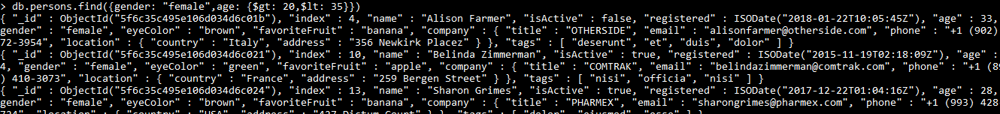 > db.persons.find({gender: "female",age: {$gt: 20,$lt: 35}})
{ "_id" : ObjectId("5f6c35c495e106d034d6c01b"), "index" : 4, "name" : "Alison Farmer", "isActive" : false, "registered" : ISODate("2018-01-22T10:05:45Z"), "age" : 33,
gender" : "female", "eyeColor" : "brown", "favoriteFruit" : "banana", "company" : { "title" : "OTHERSIDE", "email" : "alisonfarmer@otherside.com", "phone" : "+1 (902)
72-3954", "location" : { "country" : "Italy", "address" : "356 Newkirk Placez" } }, "tags" : [ "deserunt", "et", "duis", "dolor" ] }
{ "_id" : ObjectId("5f6c35c495e106d034d6c021"), "index" : 10, "name" : "Belinda Zimmerman", "isActive" : true, "registered" : ISODate("2015-11-19T02:18:09Z"), "age" :
4, "gender" : "female", "eyeColor" : "green", "favoriteFruit" : "apple", "company" : { "title" : "COMTRAK", "email" : "belindazimmerman@comtrak.com", "phone" : "+1 (8
) 410-3073", "location" : { "country" : "France", "address" : "259 Bergen Street" } }, "tags" : [ "nisi", "officia", "nisi" ] }
{ "_id" : ObjectId("5f6c35c495e106d034d6c024"), "index" : 13, "name" : "Sharon Grimes", "isActive" : true, "registered" : ISODate("2017-12-22T01:04:16Z"), "age" : 28,
gender" : "female", "eyeColor" : "brown", "favoriteFruit" : "banana", "company" : { "title" : "PHARMEX", "email" : "sharongrimes@pharmex.com", "phone" : "+1 (993) 428
724", "location" : { "country" : "USA", "address" : "427 Dictum Court" } }, "tags" : [ "dolor", "eiusmod", "esse" ] }